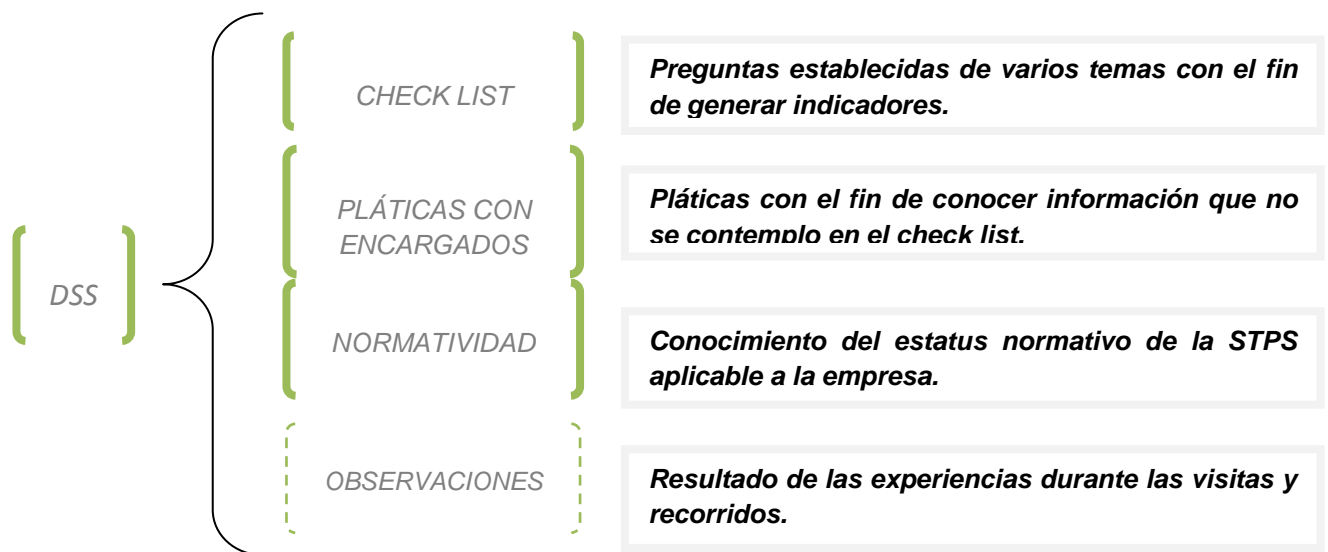 DSS
CHECK LIST
Preguntas establecidas de varios temas con el fin
de generar indicadores.
PLÁTICAS CON
ENCARGADOS
Pláticas con el fin de conocer información que no
se contemplo en el check list.
NORMATIVIDAD
Conocimiento del estatus normativo de la STPS
aplicable a la empresa.
OBSERVACIONES
Resultado de las experiencias durante las visitas y
recorridos.